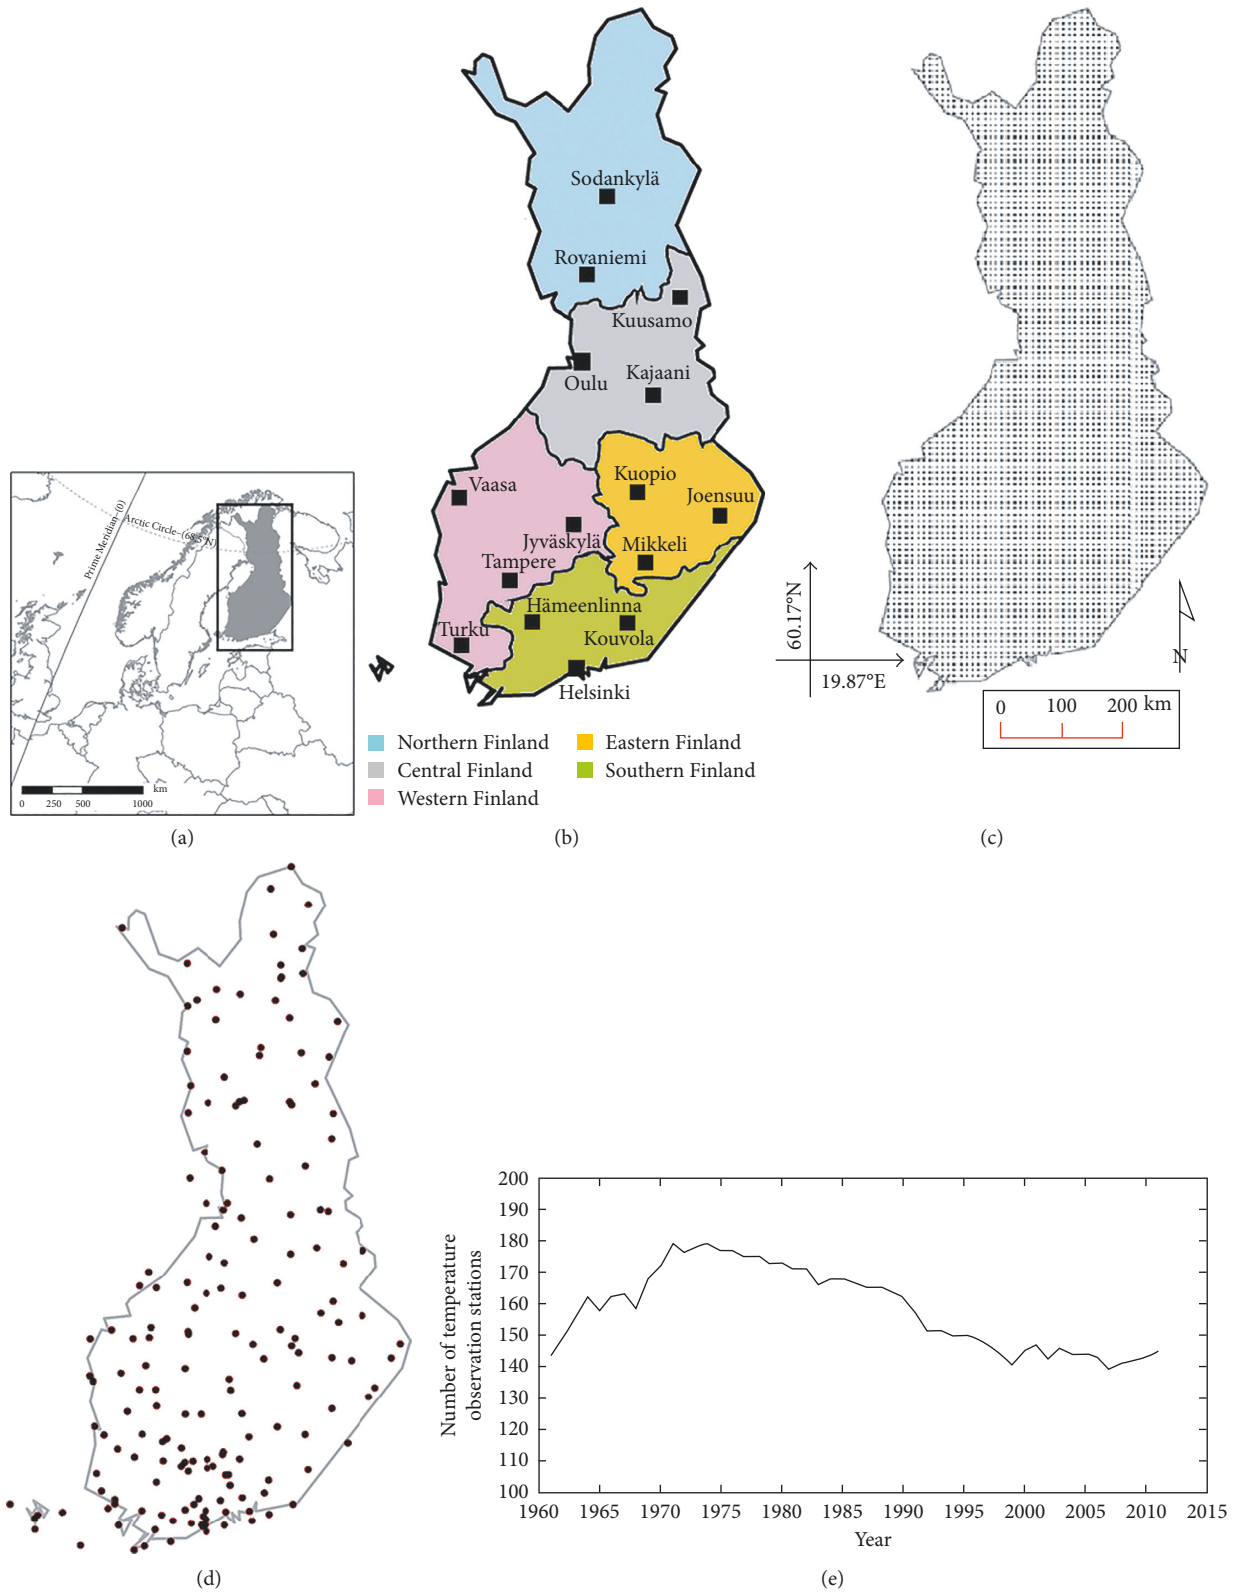 Sodankylä
Rovaniemi
Kuusamo
Oulu
Kajaani
Kuopio
Joensuu
Vaasa
Jyväskylä
Mikkeli
Tampere
Hämeenlinna
Kouvola
Turku
Helsinki
Northern Finland
Central Finland
Western Finland
Eastern Finland
Southern Finland
Prime Meridian–(0)
Arctic Circle–(68.5°N)
0 250 500 1000 km
(a)
(b)
60.17°N
19.87°E
N
0 100 200 km
(c)
(d)
200
190
180
170
160
150
140
130
120
110
100
Number of temperature
observation stations
1960 1965 1970 1975 1980 1985 1990 1995 2000 2005 2010 2015
Year
(e)